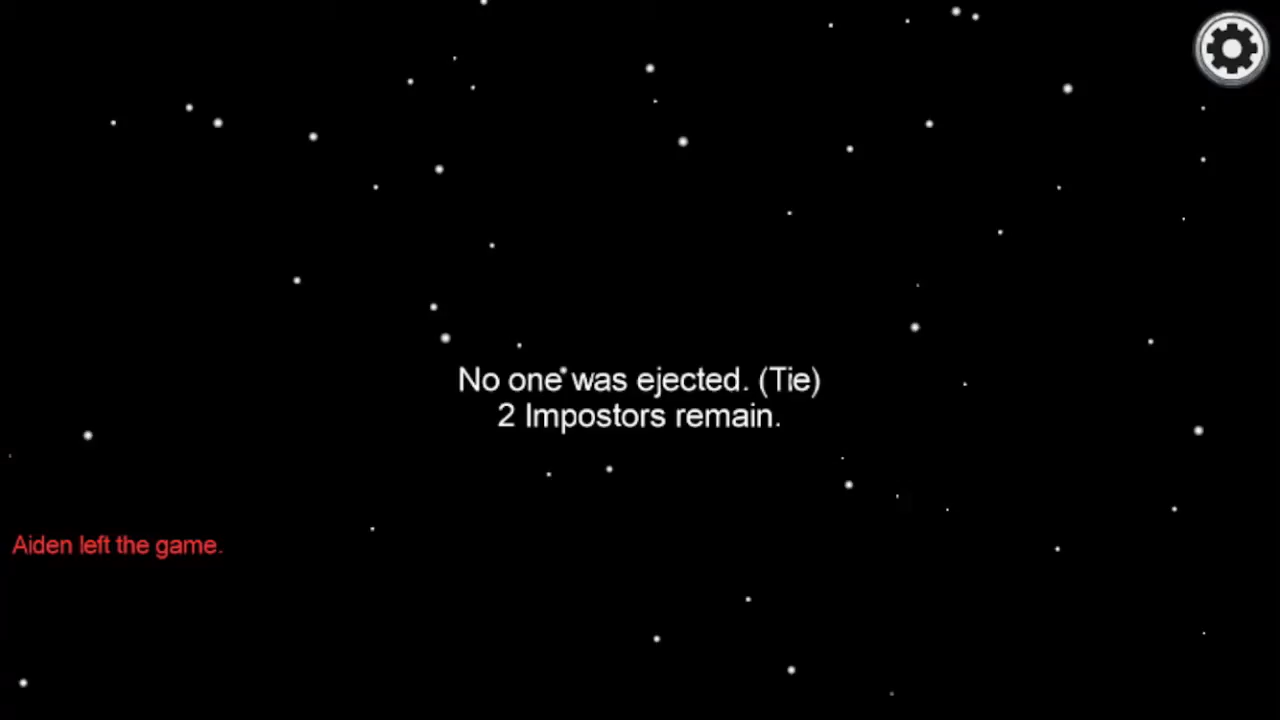 No one was ejected. (Tie)
2 Impostors remain.
Aiden left the game.